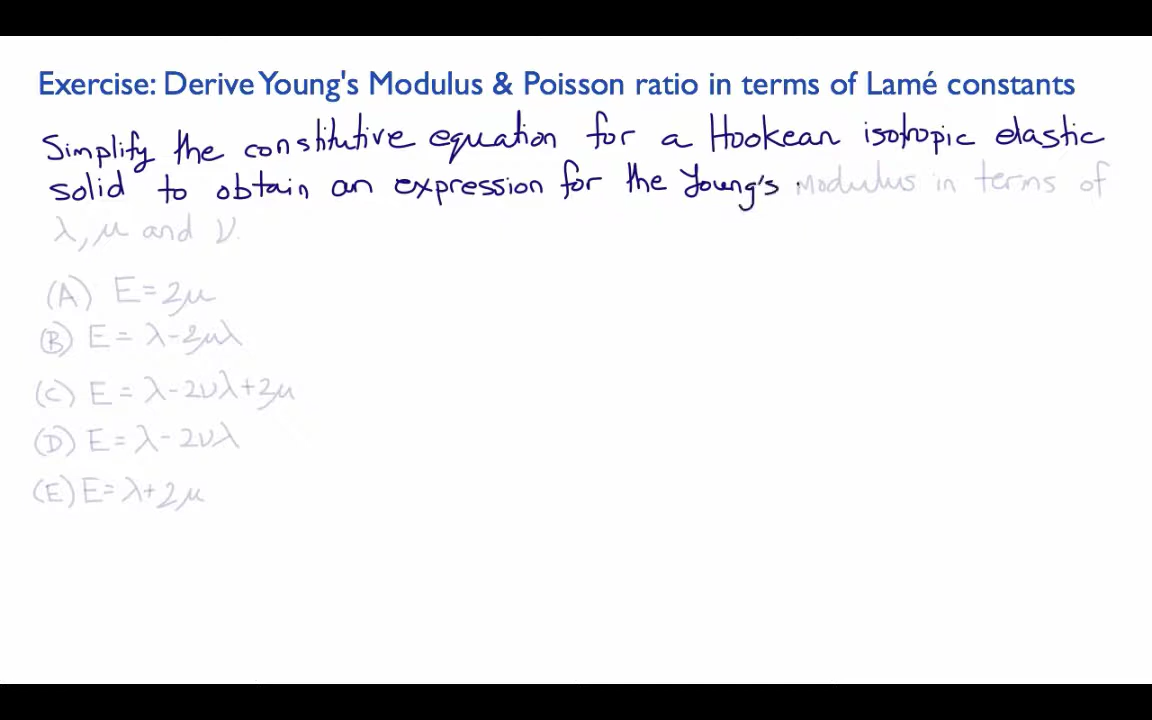 Exercise: Derive Young's Modulus & Poisson ratio in terms of Lamé constants
Simplify the constitutive equation for a Hookean isotropic elastic
solid to obtain an expression for the Young's Modulus in terms of
λ, μ and ν.
(A) E = 2μ
(B) E = λ - 2μλ
(C) E = λ - 2νλ + 2μ
(D) E = λ - 2νλ
(E) E = λ + 2μ